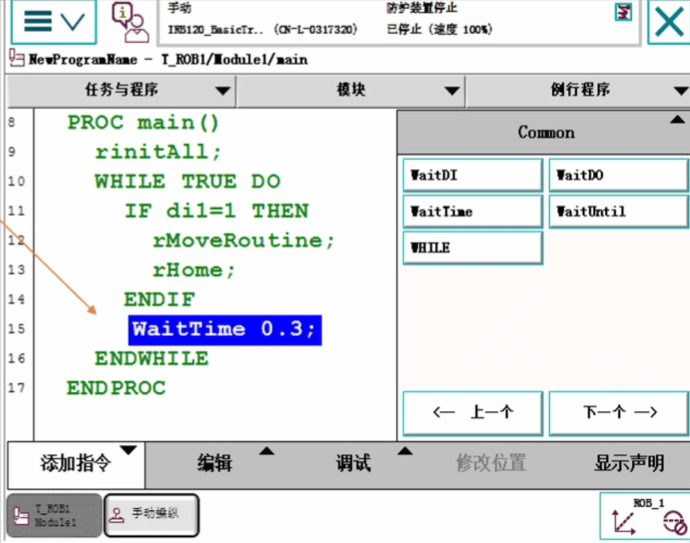 手动
防护装置停止
IRB120_BasicTr.. (CN-L-0317320)
已停止 (速度 100%)
NewProgramName - T_ROB1/Module1/main
任务与程序
模块
例行程序
8 PROC main()
9 rinitAll;
10 WHILE TRUE DO
11 IF di1=1 THEN
12 rMoveRoutine;
13 rHome;
14 ENDIF
15 WaitTime 0.3;
16 ENDWHILE
17 ENDPROC
Common
WaitDI
WaitDO
WaitTime
WaitUntil
WHILE
<— 上一个
下一个 —>
添加指令
编辑
调试
修改位置
显示声明
T_ROB1
Module1
手动操纵
ROB_1